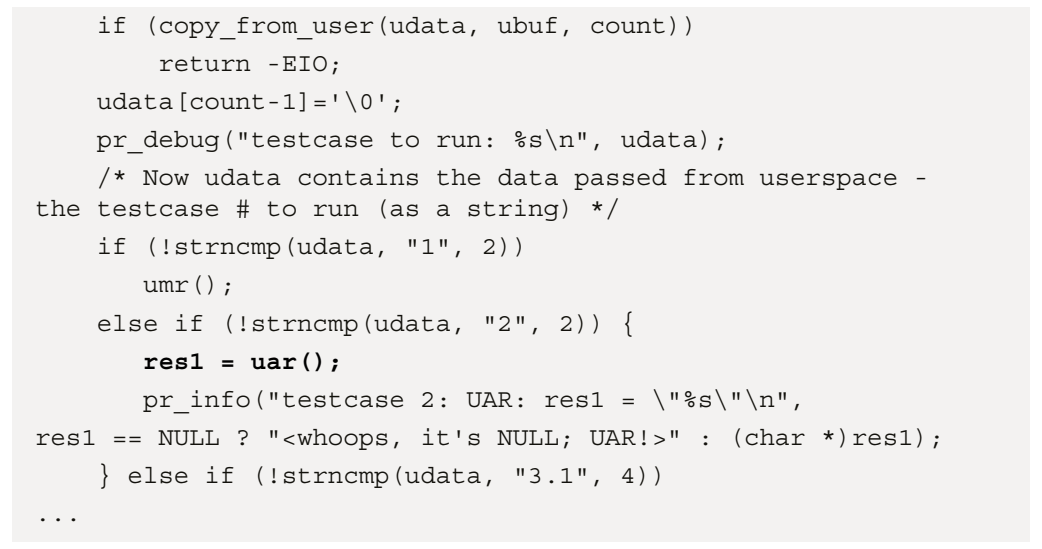 if (copy_from_user(udata, ubuf, count))
return -EIO;
udata[count-1]='\0';
pr_debug("testcase to run: %s\n", udata);
/* Now udata contains the data passed from userspace -
the testcase # to run (as a string) */
if (!strncmp(udata, "1", 2))
umr();
else if (!strncmp(udata, "2", 2)) {
res1 = uar();
pr_info("testcase 2: UAR: res1 = \"%s\"\n",
res1 == NULL ? "<whoops, it's NULL; UAR!>" : (char *)res1);
} else if (!strncmp(udata, "3.1", 4))
...